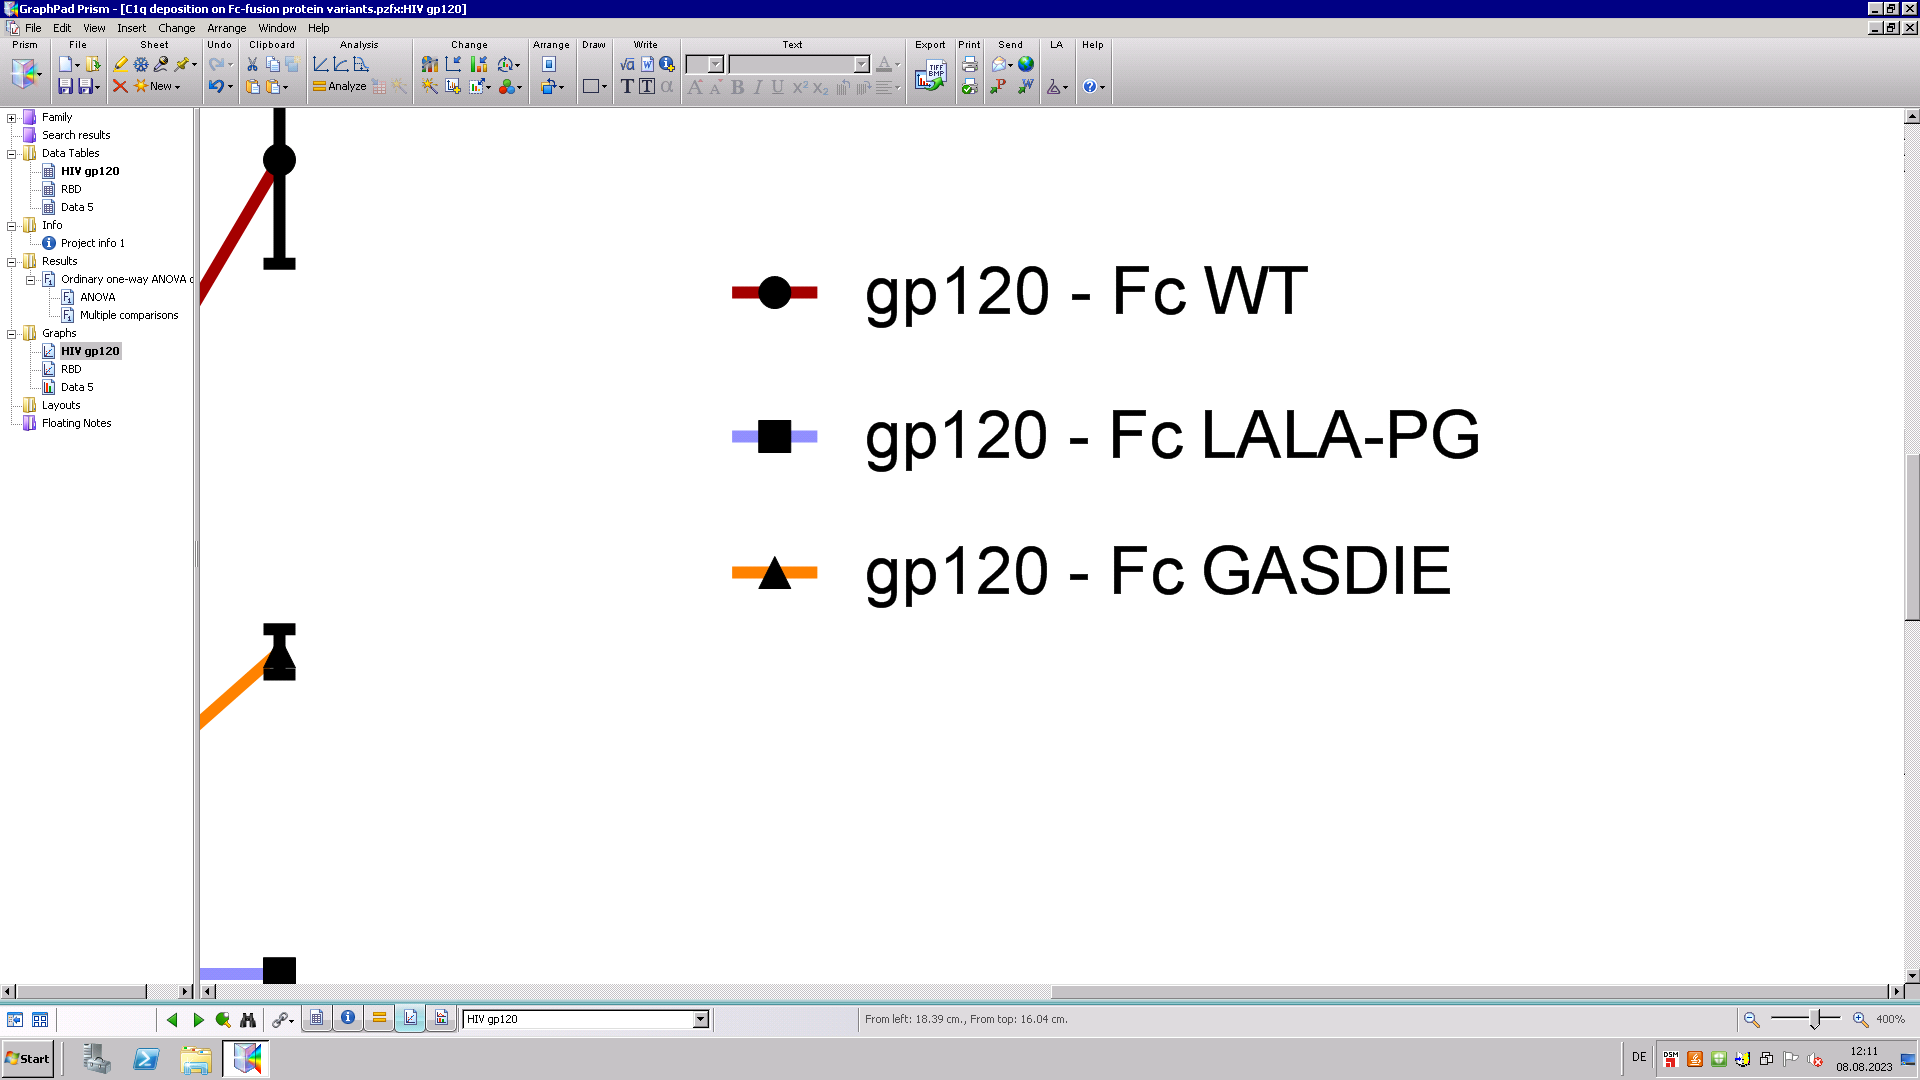 GraphPad Prism - [C1q deposition on Fc-fusion protein variants.pzfx:HIV gp120]
File Edit View Insert Change Arrange Window Help
Prism File Sheet Undo Clipboard Analysis Change Arrange Draw Write Text Export Print Send LA Help
New
Analyze
Family
Search results
Data Tables
HIV gp120
RBD
Data 5
Info
Project info 1
Results
Ordinary one-way ANOVA
ANOVA
Multiple comparisons
Graphs
HIV gp120
RBD
Data 5
Layouts
Floating Notes
gp120 - Fc WT
gp120 - Fc LALA-PG
gp120 - Fc GASDIE
HIV gp120
From left: 18.39 cm., From top: 16.04 cm.
400%
Start
DE
12:11
08.08.2023